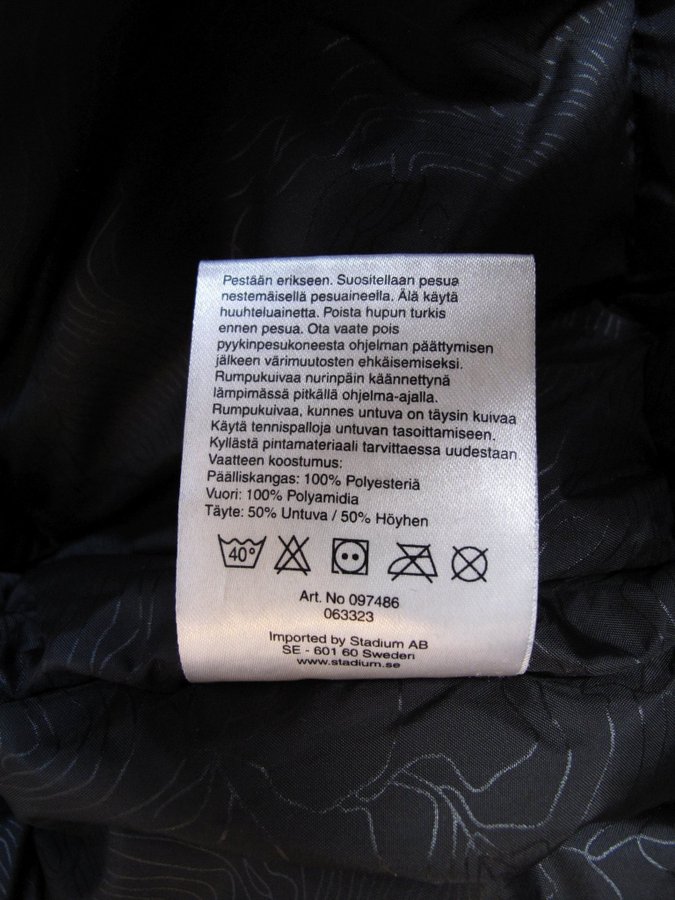 Pestään erikseen. Suositellaan pesua
nestemäisellä pesuaineella. Älä käytä
huuhteluainetta. Poista hupun turkis
ennen pesua. Ota vaate pois
pyykinpesukoneesta ohjelman päättymisen
jälkeen värimuutosten ehkäisemiseksi.
Rumpukuivaa nurinpäin käännettynä
lämpimässä pitkällä ohjelma-ajalla.
Rumpukuivaa, kunnes untuva on täysin kuivaa
Käytä tennispalloja untuvan tasoittamiseen.
Kyllästä pintamateriaali tarvittaessa uudestaan.
Vaatteen koostumus:
Päälliskangas: 100% Polyesteriä
Vuori: 100% Polyamidia
Täyte: 50% Untuva / 50% Höyhen
40°
Art. No 097486
063323
Imported by Stadium AB
SE - 601 60 Sweden
www.stadium.se